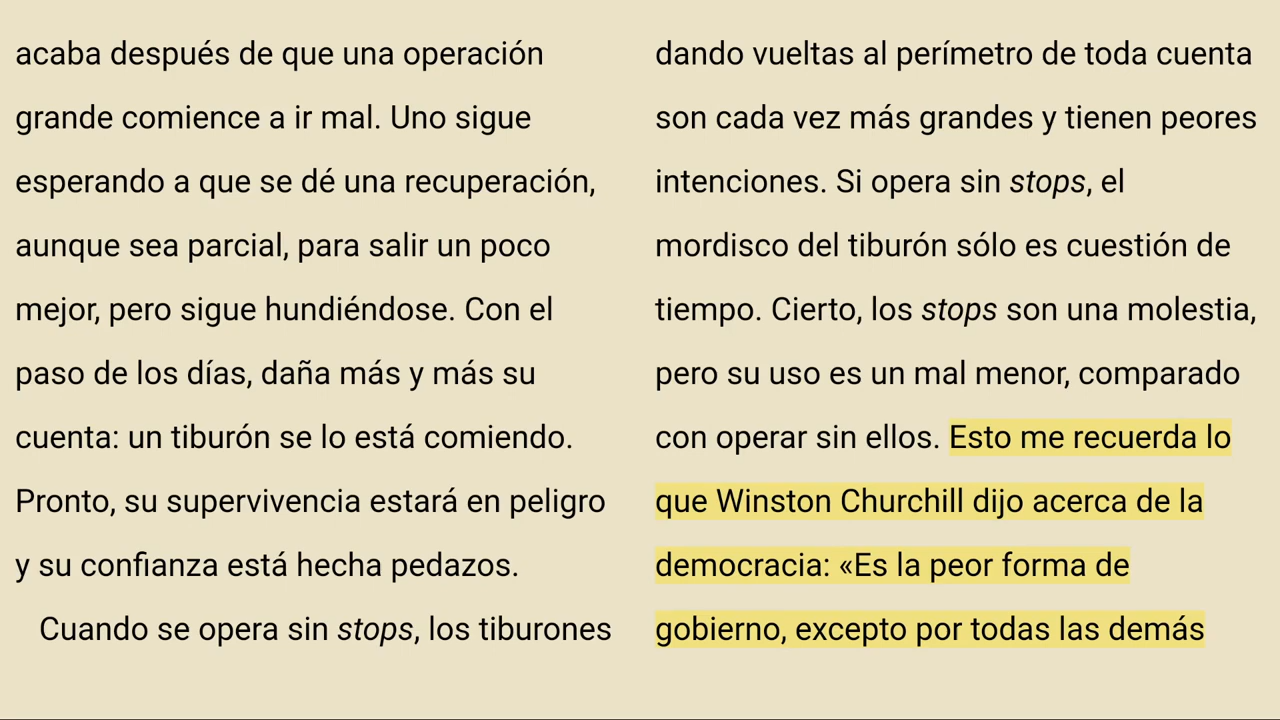 acaba después de que una operación
grande comience a ir mal. Uno sigue
esperando a que se dé una recuperación,
aunque sea parcial, para salir un poco
mejor, pero sigue hundiéndose. Con el
paso de los días, daña más y más su
cuenta: un tiburón se lo está comiendo.
Pronto, su supervivencia estará en peligro
y su confianza está hecha pedazos.
Cuando se opera sin stops, los tiburones
dando vueltas al perímetro de toda cuenta
son cada vez más grandes y tienen peores
intenciones. Si opera sin stops, el
mordisco del tiburón sólo es cuestión de
tiempo. Cierto, los stops son una molestia,
pero su uso es un mal menor, comparado
con operar sin ellos. Esto me recuerda lo
que Winston Churchill dijo acerca de la
democracia: «Es la peor forma de
gobierno, excepto por todas las demás